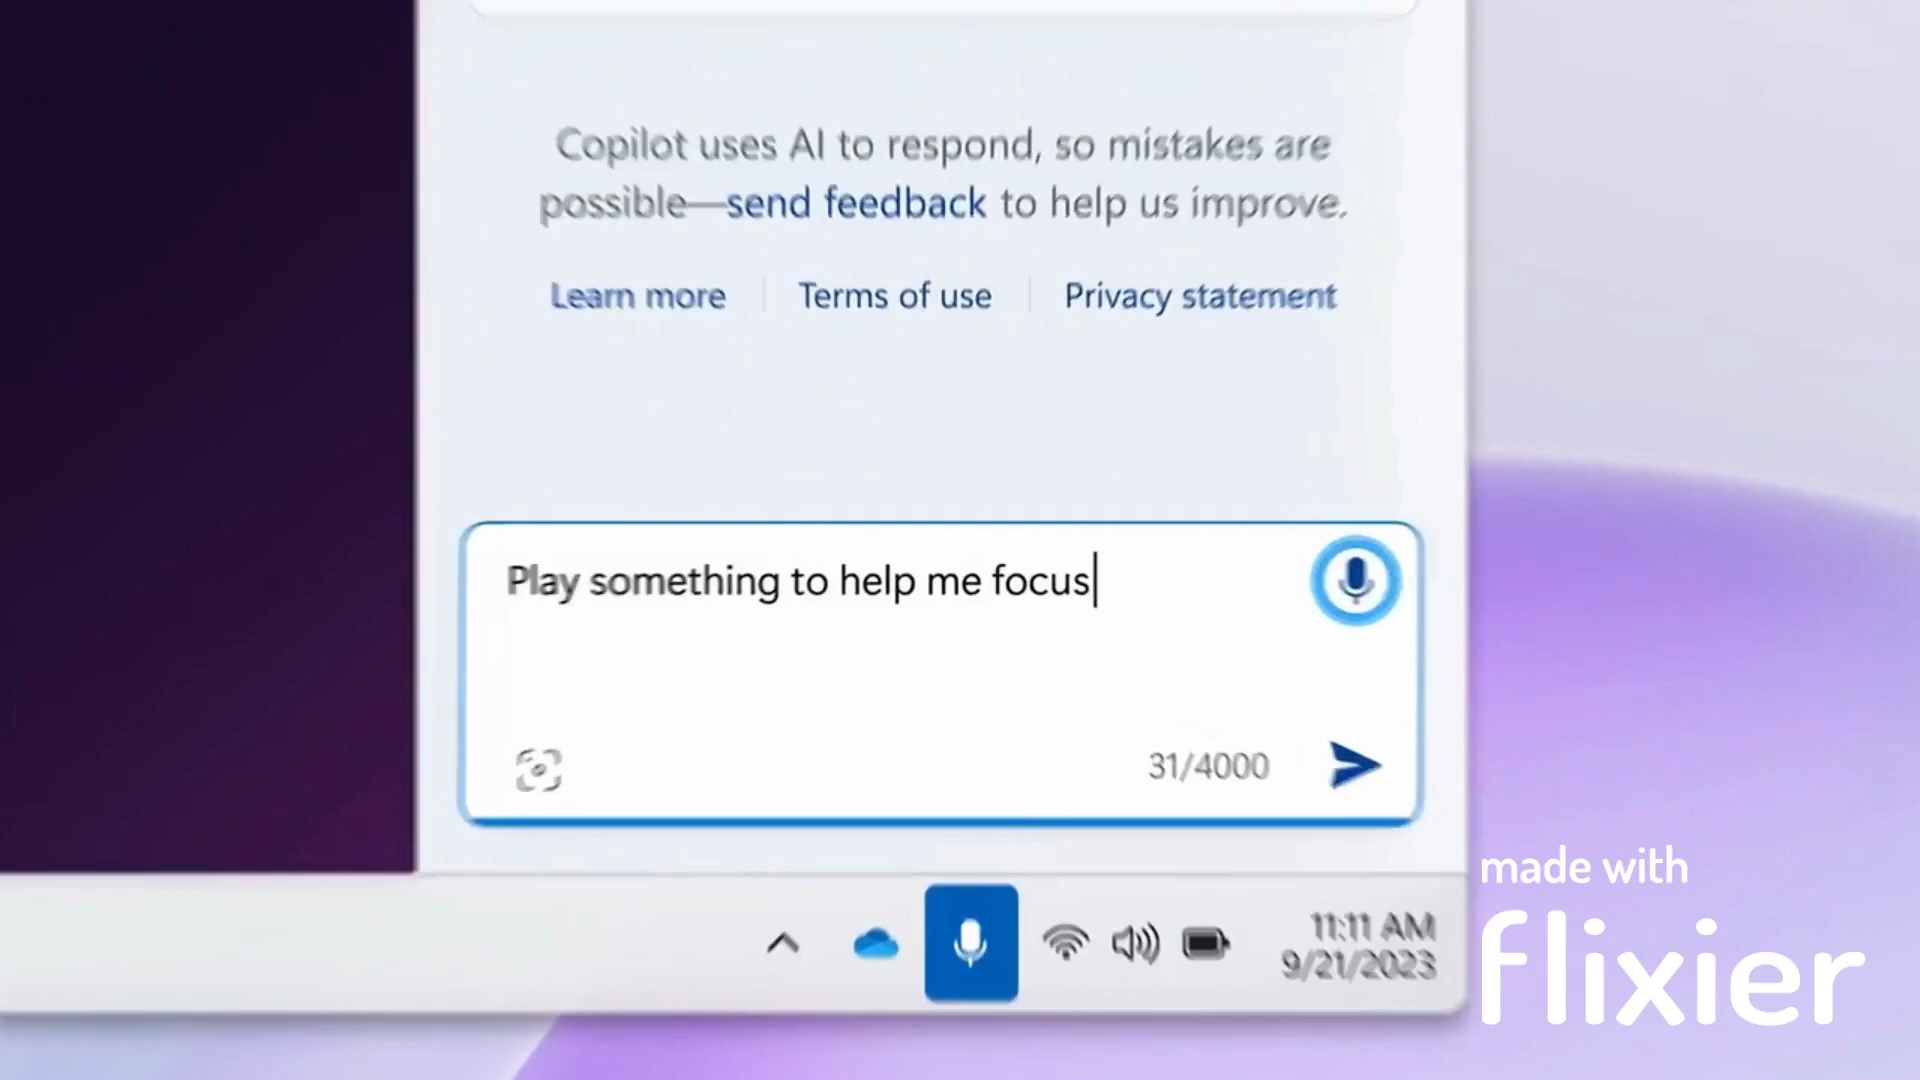 Copilot uses AI to respond, so mistakes are
possible—send feedback to help us improve.
Learn more
Terms of use
Privacy statement
Play something to help me focus
31/4000
11:11 AM
9/21/2023
made with
flixier